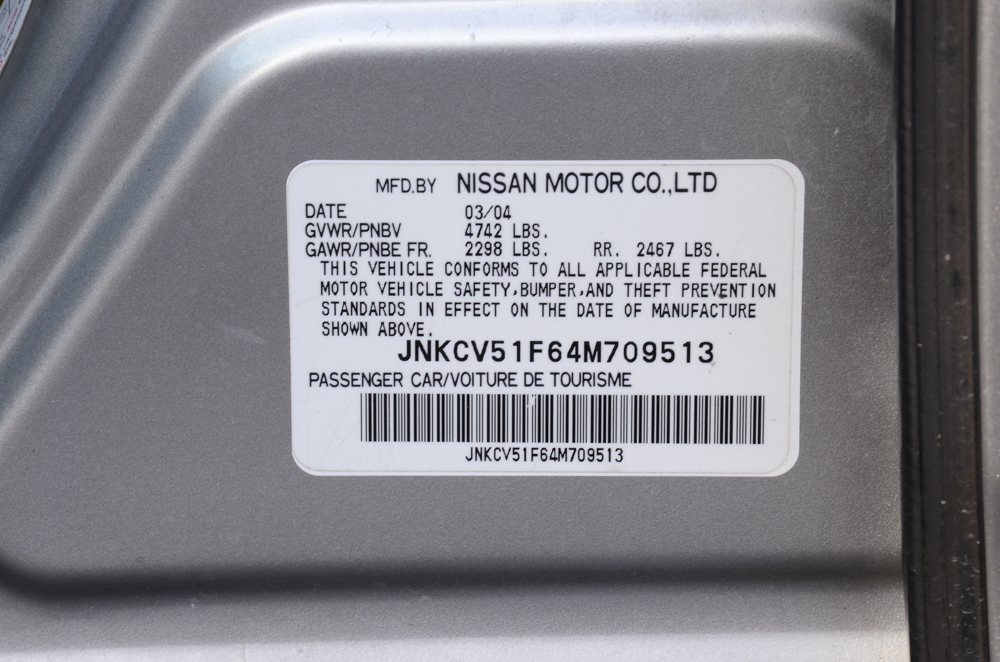 MFD.BY NISSAN MOTOR CO.,LTD
DATE 03/04
GVWR/PNBV 4742 LBS.
GAWR/PNBE FR. 2298 LBS. RR. 2467 LBS.
THIS VEHICLE CONFORMS TO ALL APPLICABLE FEDERAL
MOTOR VEHICLE SAFETY,BUMPER,AND THEFT PREVENTION
STANDARDS IN EFFECT ON THE DATE OF MANUFACTURE
SHOWN ABOVE.
JNKCV51F64M709513
PASSENGER CAR/VOITURE DE TOURISME
JNKCV51F64M709513